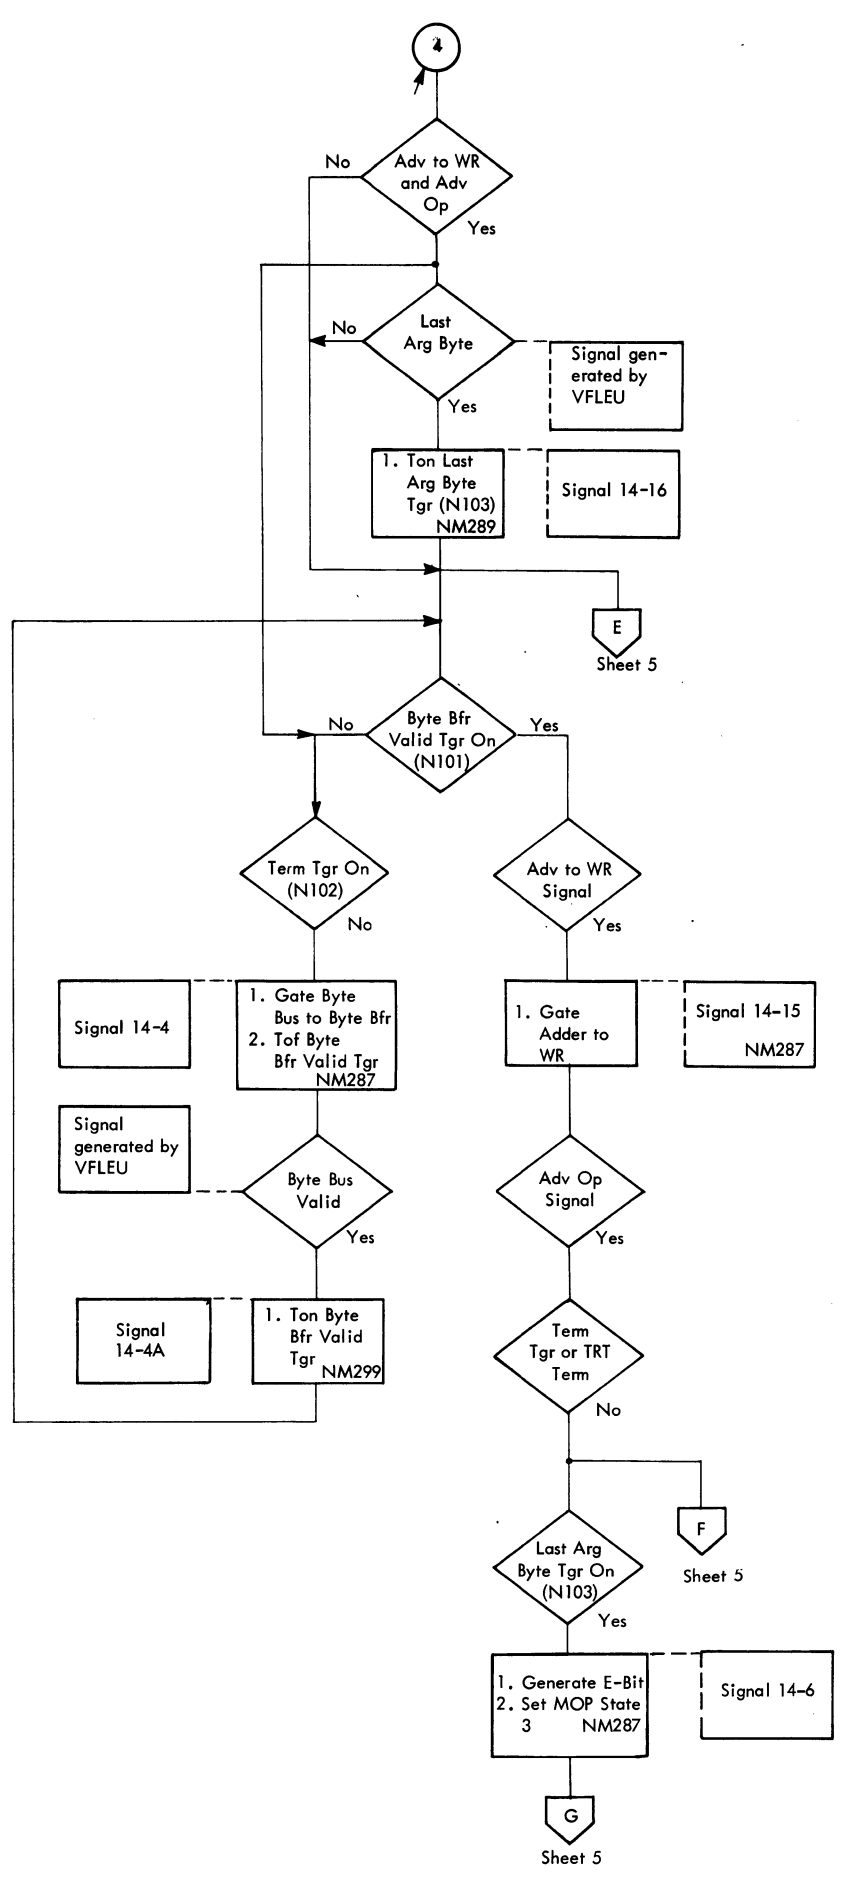 4
No
Adv to WR
and Adv
Op
Yes
Last
Arg Byte
No
Yes
Signal gen-
erated by
VFLEU
1. Ton Last
Arg Byte
Tgr (N103)
NM289
Signal 14-16
E
Sheet 5
No
Byte Bfr
Valid Tgr On
(N101)
Yes
Term Tgr On
(N102)
No
Adv to WR
Signal
Yes
Signal 14-4
1. Gate Byte
Bus to Byte Bfr
2. Tof Byte
Bfr Valid Tgr
NM287
1. Gate
Adder to
WR
Signal 14-15
NM287
Signal
generated by
VFLEU
Byte Bus
Valid
Yes
Adv Op
Signal
Yes
Signal
14-4A
1. Ton Byte
Bfr Valid
Tgr
NM299
Term
Tgr or TRT
Term
No
F
Sheet 5
Last Arg
Byte Tgr On
(N103)
Yes
1. Generate E-Bit
2. Set MOP State
3 NM287
Signal 14-6
G
Sheet 5